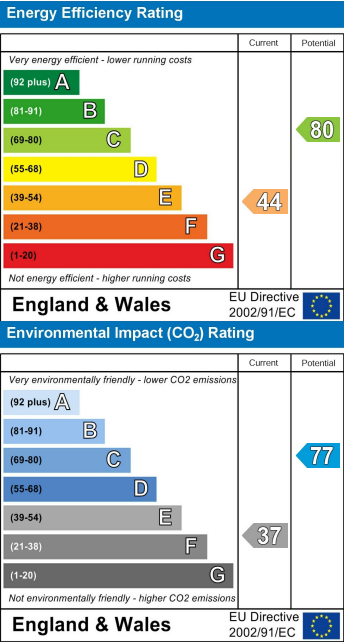 Energy Efficiency Rating
Current Potential
Very energy efficient - lower running costs
(92 plus) A
(81-91) B
(69-80) C
(55-68) D
(39-54) E
(21-38) F
(1-20) G
44
80
Not energy efficient - higher running costs
England & Wales
EU Directive
2002/91/EC
Environmental Impact (CO₂) Rating
Current Potential
Very environmentally friendly - lower CO2 emissions
(92 plus) A
(81-91) B
(69-80) C
(55-68) D
(39-54) E
(21-38) F
(1-20) G
37
77
Not environmentally friendly - higher CO2 emissions
England & Wales
EU Directive
2002/91/EC